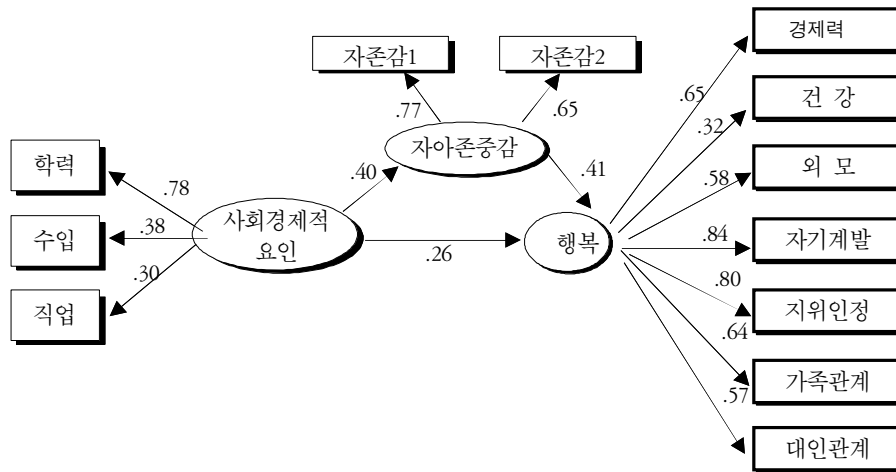 경제력
자존감1
자존감2
.77
.65
.65
건 강
.32
학력
자아존중감
외 모
.78
.40
.41
.58
사회경제적
요인
수입
.38
.26
행복
.84
자기계발
.30
.80
직업
지위인정
.64
가족관계
.57
대인관계